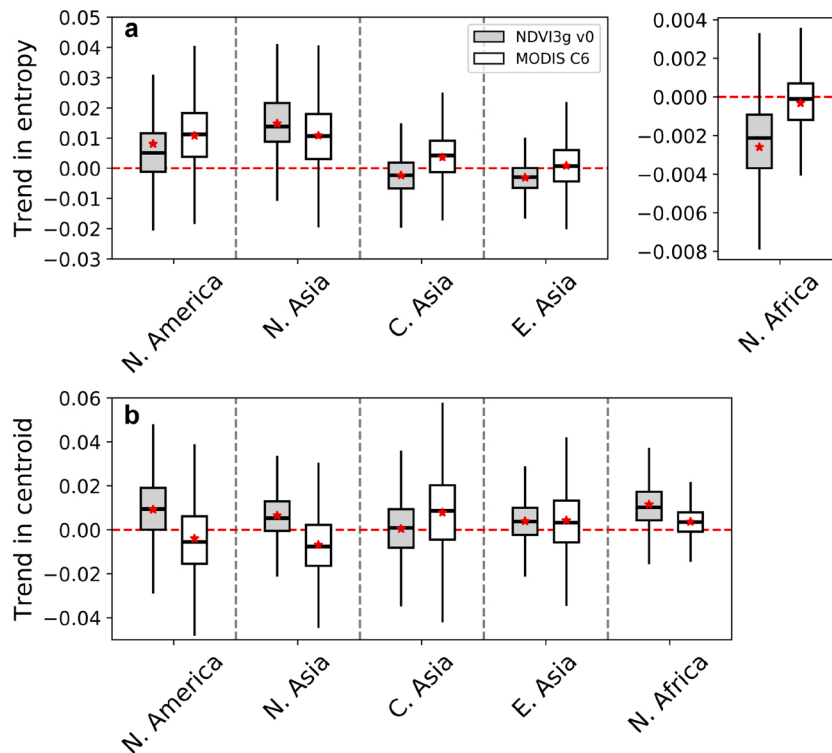 a
NDVI3g v0
MODIS C6
Trend in entropy
0.05
0.04
0.03
0.02
0.01
0.00
−0.01
−0.02
−0.03
N. America
N. Asia
C. Asia
E. Asia
0.004
0.002
0.000
−0.002
−0.004
−0.006
−0.008
N. Africa
b
Trend in centroid
0.06
0.04
0.02
0.00
−0.02
−0.04
N. America
N. Asia
C. Asia
E. Asia
N. Africa